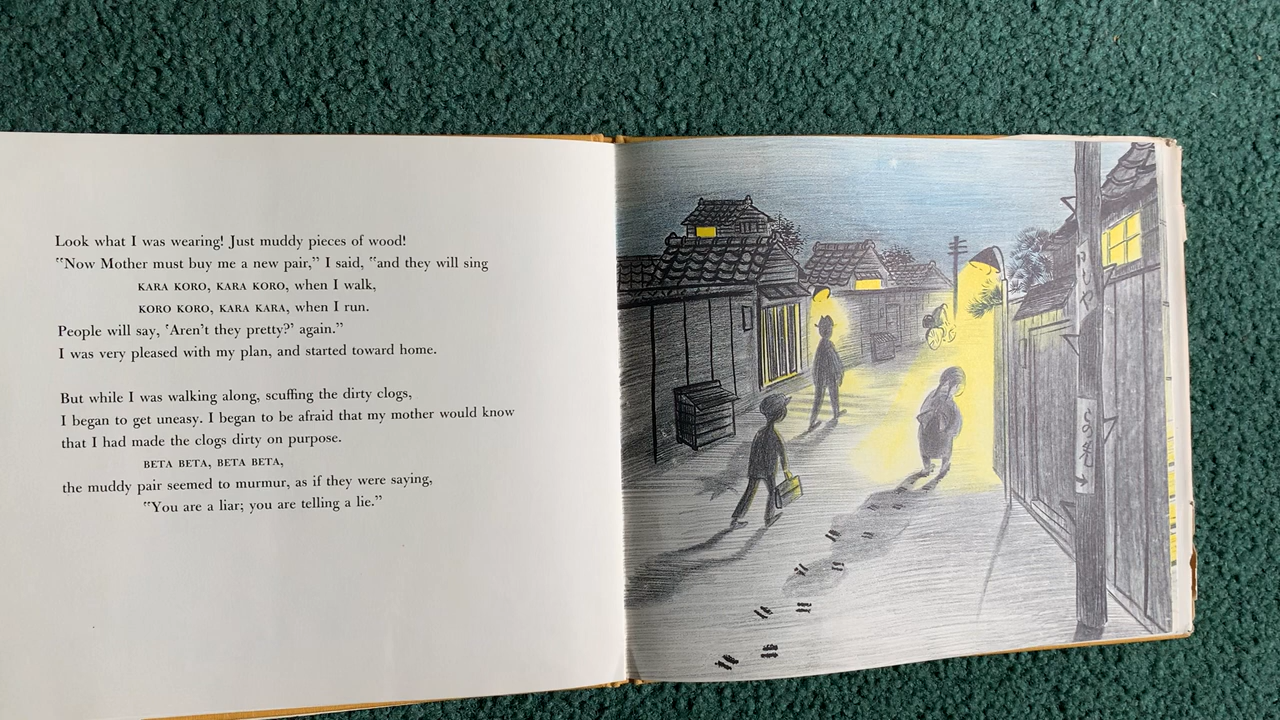 Look what I was wearing! Just muddy pieces of wood!
"Now Mother must buy me a new pair," I said, "and they will sing
KARA KORO, KARA KORO, when I walk,
KORO KORO, KARA KARA, when I run.
People will say, 'Aren't they pretty?' again."
I was very pleased with my plan, and started toward home.
But while I was walking along, scuffing the dirty clogs,
I began to get uneasy. I began to be afraid that my mother would know
that I had made the clogs dirty on purpose.
BETA BETA, BETA BETA,
the muddy pair seemed to murmur, as if they were saying,
"You are a liar; you are telling a lie."